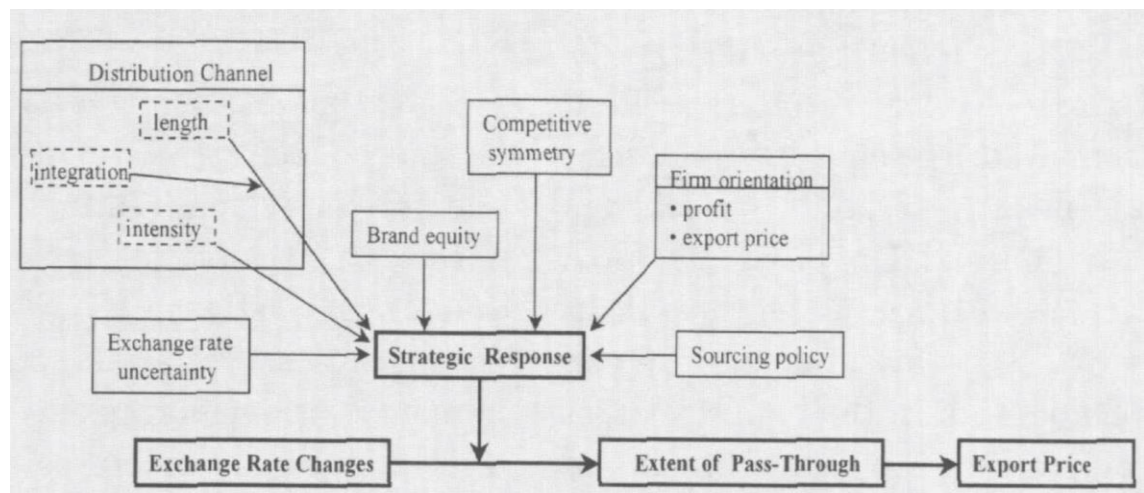 Distribution Channel
length
integration
intensity
Competitive
symmetry
Firm orientation
• profit
• export price
Brand equity
Exchange rate
uncertainty
Strategic Response
Sourcing policy
Exchange Rate Changes
Extent of Pass-Through
Export Price